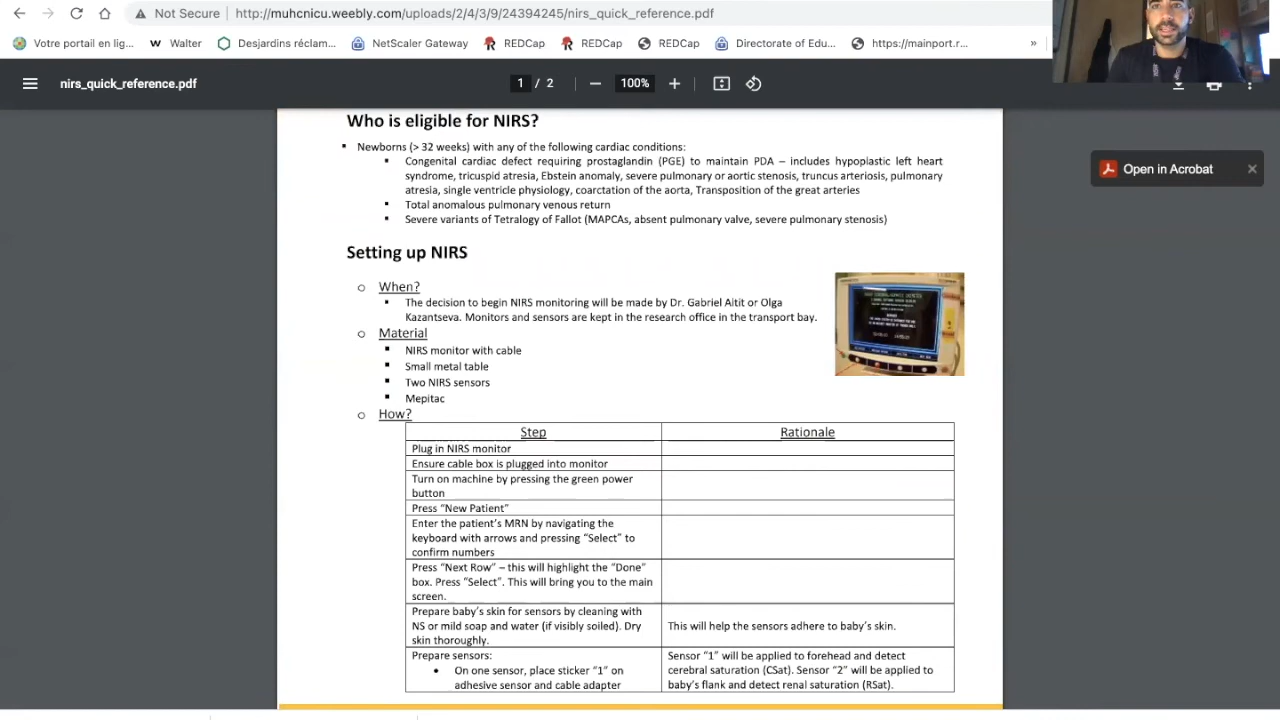 Not Secure http://muhcnicu.weebly.com/uploads/2/4/3/9/24394245/nirs_quick_reference.pdf
Votre portail en lig... W Walter Desjardins réclam... NetScaler Gateway REDCap REDCap REDCap Directorate of Edu... https://mainport.r... »
nirs_quick_reference.pdf 1 / 2 100%
Open in Acrobat
Who is eligible for NIRS?
Newborns (> 32 weeks) with any of the following cardiac conditions:
Congenital cardiac defect requiring prostaglandin (PGE) to maintain PDA – includes hypoplastic left heart
syndrome, tricuspid atresia, Ebstein anomaly, severe pulmonary or aortic stenosis, truncus arteriosis, pulmonary
atresia, single ventricle physiology, coarctation of the aorta, Transposition of the great arteries
Total anomalous pulmonary venous return
Severe variants of Tetralogy of Fallot (MAPCAs, absent pulmonary valve, severe pulmonary stenosis)
Setting up NIRS
When?
The decision to begin NIRS monitoring will be made by Dr. Gabriel Aitit or Olga
Kazantseva. Monitors and sensors are kept in the research office in the transport bay.
Material
NIRS monitor with cable
Small metal table
Two NIRS sensors
Mepitac
How?
Step Rationale
Plug in NIRS monitor
Ensure cable box is plugged into monitor
Turn on machine by pressing the green power
button
Press “New Patient”
Enter the patient’s MRN by navigating the
keyboard with arrows and pressing “Select” to
confirm numbers
Press “Next Row” – this will highlight the “Done”
box. Press “Select”. This will bring you to the main
screen.
Prepare baby’s skin for sensors by cleaning with
NS or mild soap and water (if visibly soiled). Dry
skin thoroughly.
This will help the sensors adhere to baby’s skin.
Prepare sensors:
On one sensor, place sticker “1” on
adhesive sensor and cable adapter
Sensor “1” will be applied to forehead and detect
cerebral saturation (CSat). Sensor “2” will be applied to
baby’s flank and detect renal saturation (RSat).